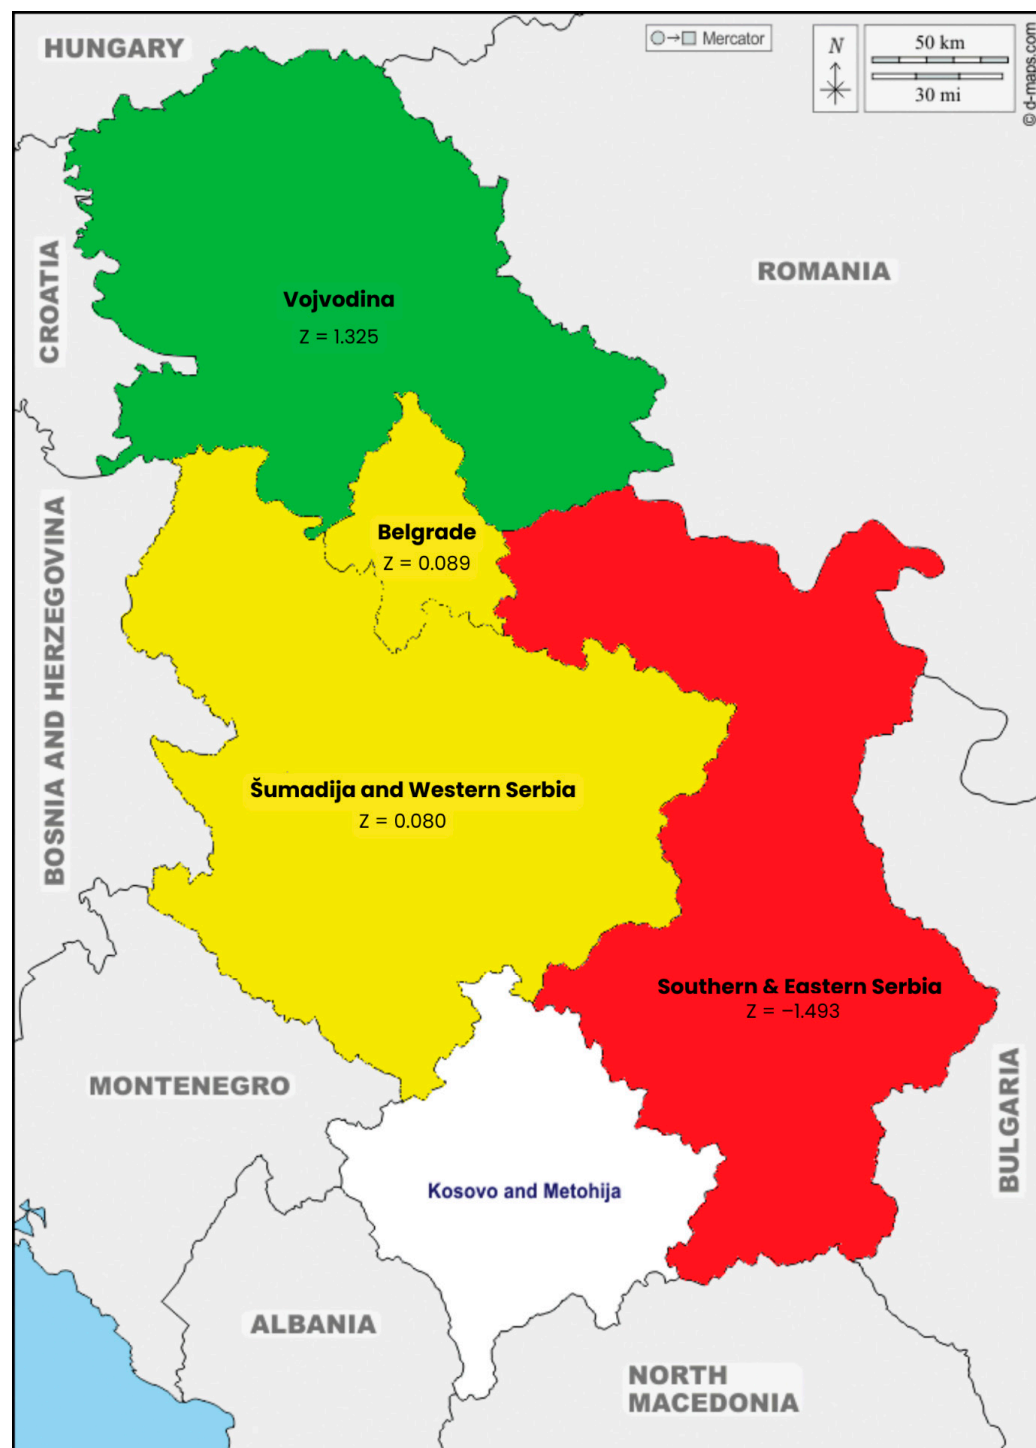 HUNGARY
Mercator
N
50 km
30 mi
© d-maps.com
CROATIA
ROMANIA
Vojvodina
Z = 1.325
BOSNIA AND HERZEGOVINA
Belgrade
Z = 0.089
Šumadija and Western Serbia
Z = 0.080
Southern & Eastern Serbia
Z = −1.493
MONTENEGRO
BULGARIA
Kosovo and Metohija
ALBANIA
NORTH
MACEDONIA